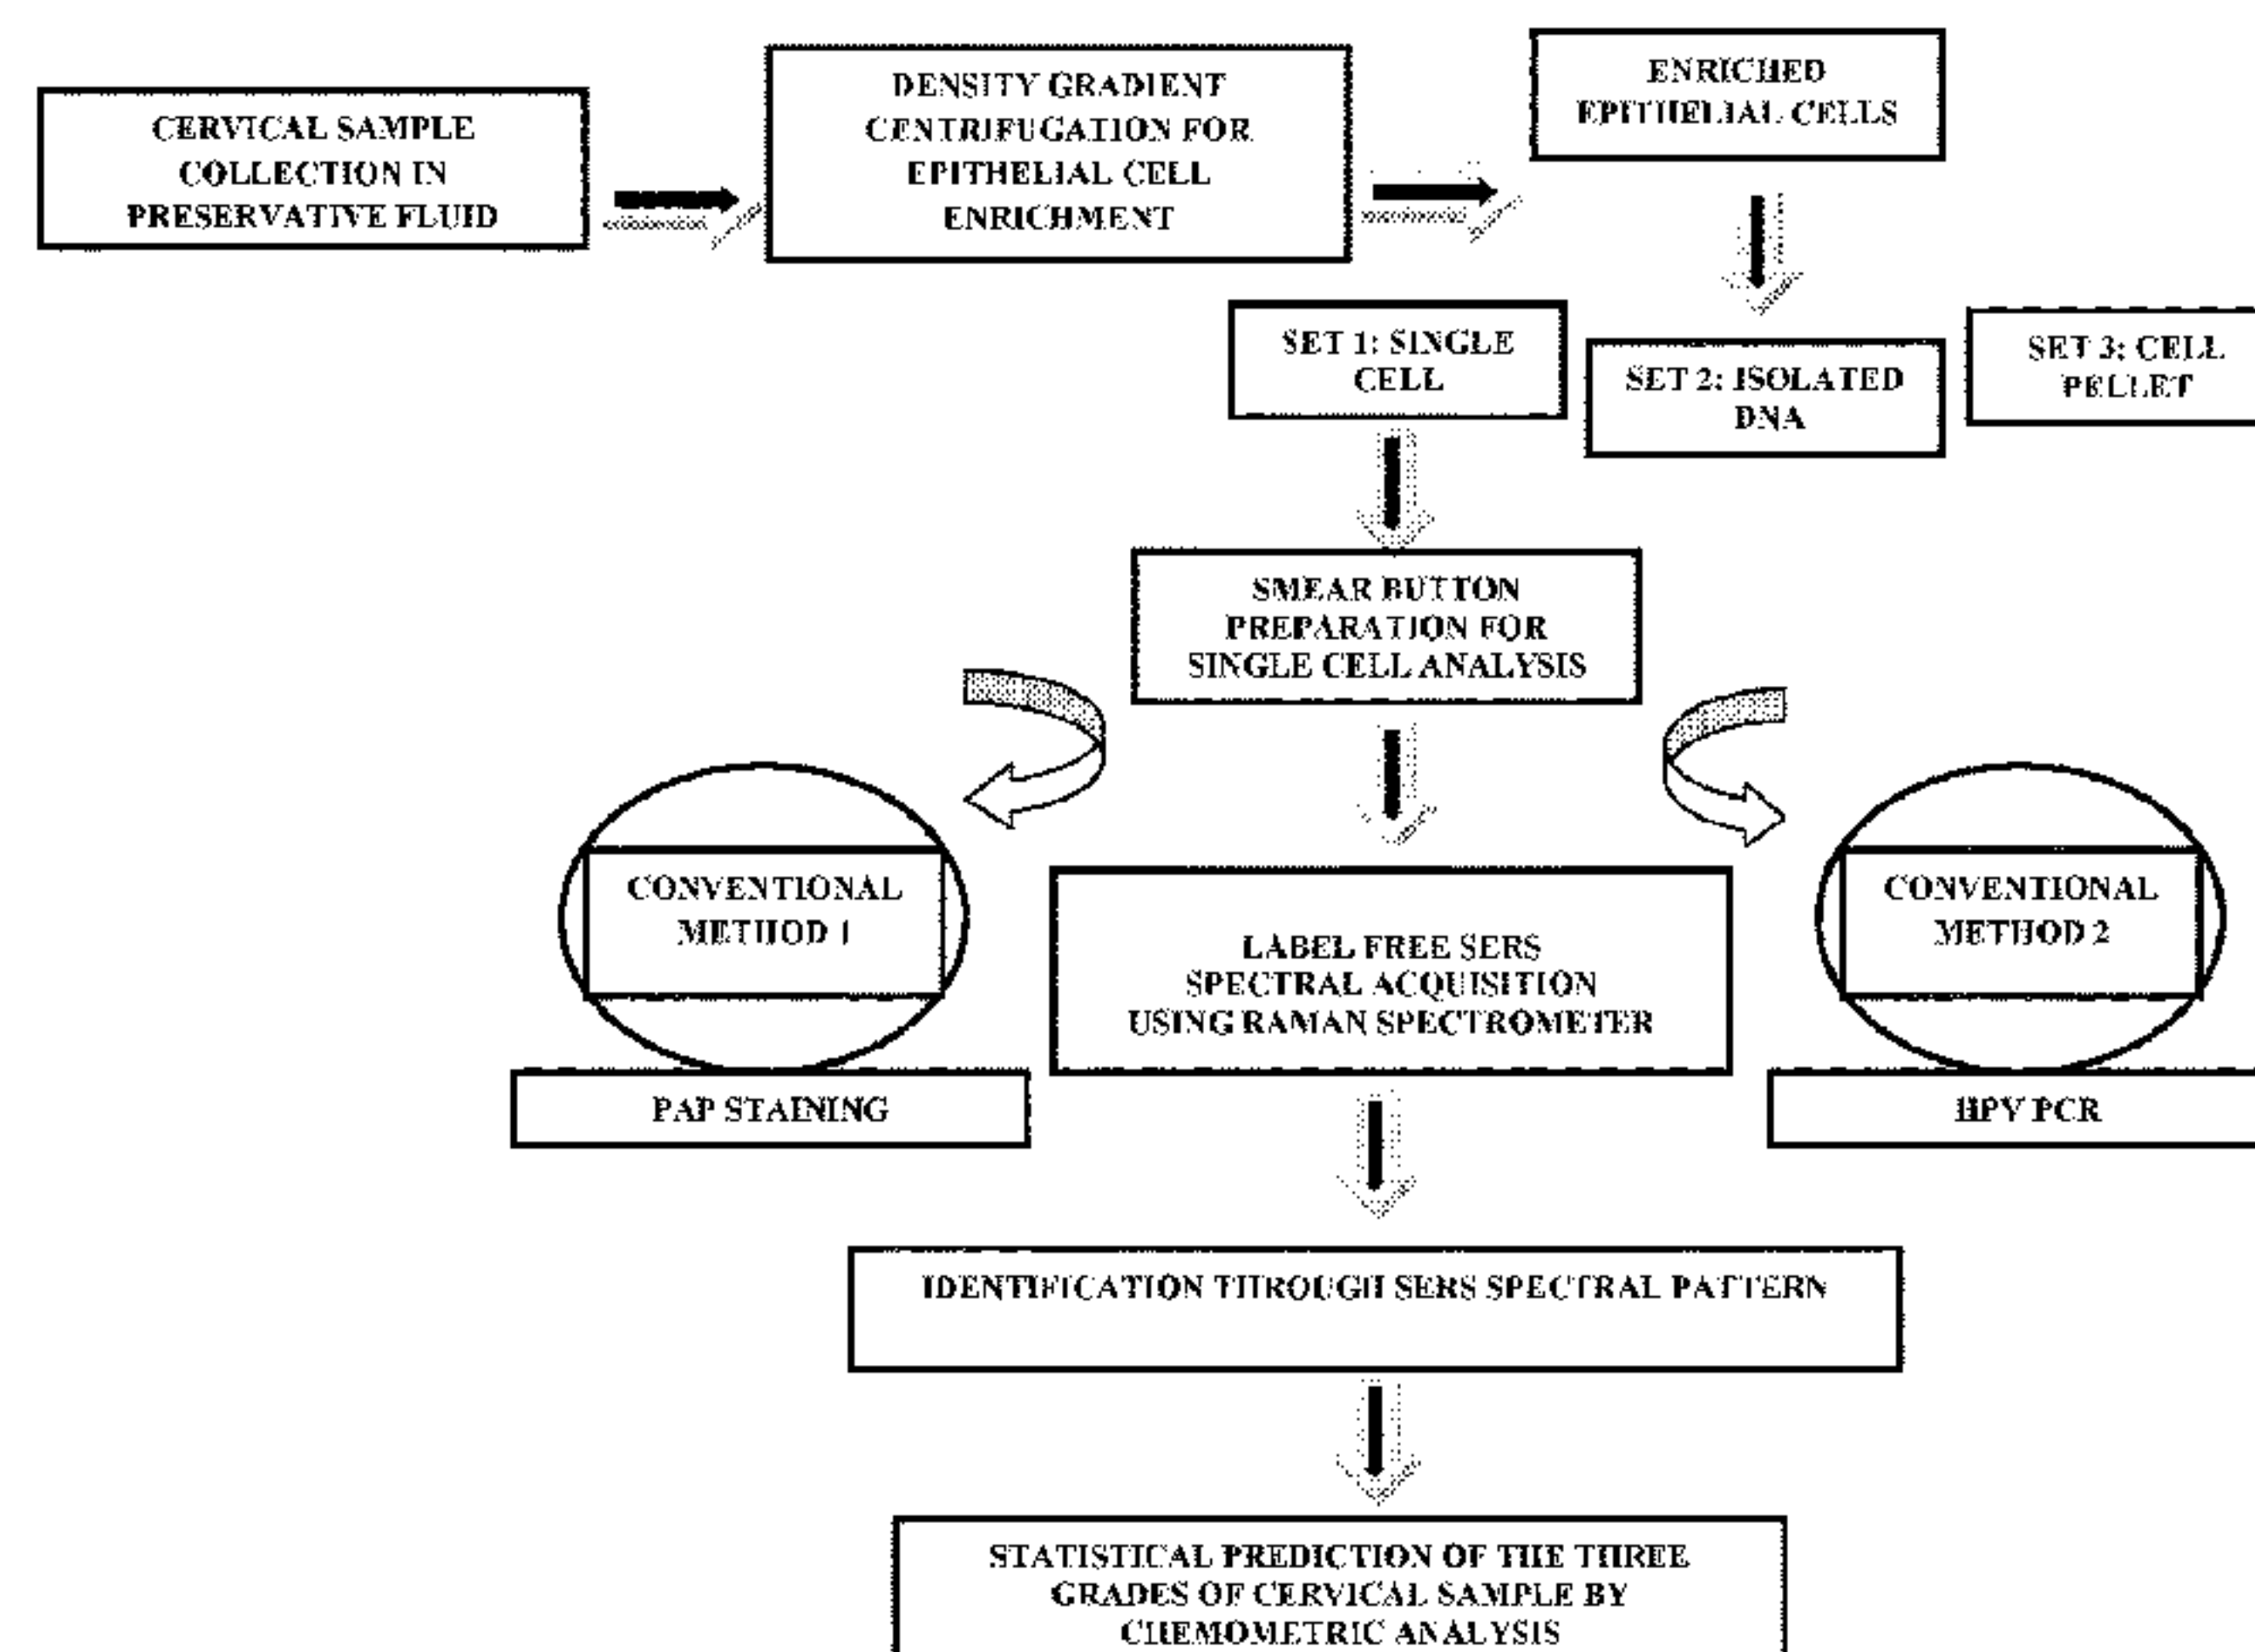 CERVICAL SAMPLE
COLLECTION IN
PRESERVATIVE FLUID
DENSITY GRADIENT
CENTRIFUGATION FOR
EPITHELIAL CELL
ENRICHMENT
ENRICHED
EPITHELIAL CELLS
SET 1: SINGLE
CELL
SET 2: ISOLATED
DNA
SET 3: CELL
PELLET
SMEAR BUTTON
PREPARATION FOR
SINGLE CELL ANALYSIS
CONVENTIONAL
METHOD 1
PAP STAINING
LABEL FREE SERS
SPECTRAL ACQUISITION
USING RAMAN SPECTROMETER
CONVENTIONAL
METHOD 2
HPV PCR
IDENTIFICATION THROUGH SERS SPECTRAL PATTERN
STATISTICAL PREDICTION OF THE THREE
GRADES OF CERVICAL SAMPLE BY
CHEMOMETRIC ANALYSIS